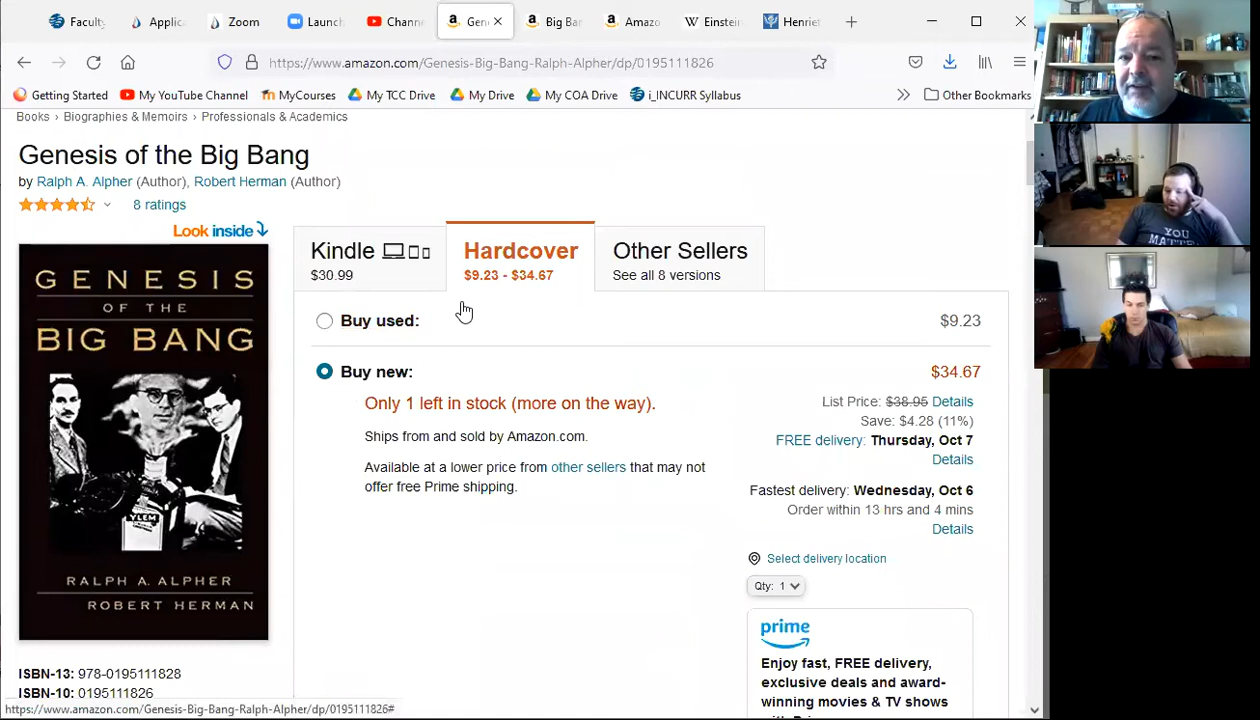 Faculty
Applica
Zoom
Launch
Channe
Gen
Big Ban
Amazo
Einstein
Henriet
https://www.amazon.com/Genesis-Big-Bang-Ralph-Alpher/dp/0195111826
Getting Started
My YouTube Channel
MyCourses
My TCC Drive
My Drive
My COA Drive
i_INCURR Syllabus
Other Bookmarks
Books › Biographies & Memoirs › Professionals & Academics
Genesis of the Big Bang
by Ralph A. Alpher (Author), Robert Herman (Author)
8 ratings
Look inside
GENESIS
OF THE
BIG BANG
YLEM
RALPH A. ALPHER
ROBERT HERMAN
Kindle
$30.99
Hardcover
$9.23 - $34.67
Other Sellers
See all 8 versions
Buy used:
$9.23
Buy new:
$34.67
Only 1 left in stock (more on the way).
Ships from and sold by Amazon.com.
Available at a lower price from other sellers that may not
offer free Prime shipping.
List Price: $38.95 Details
Save: $4.28 (11%)
FREE delivery: Thursday, Oct 7
Details
Fastest delivery: Wednesday, Oct 6
Order within 13 hrs and 4 mins
Details
Select delivery location
Qty: 1
prime
Enjoy fast, FREE delivery,
exclusive deals and award-
winning movies & TV shows
ISBN-13: 978-0195111828
ISBN-10: 0195111826
https://www.amazon.com/Genesis-Big-Bang-Ralph-Alpher/dp/0195111826#
YOU
MATTER